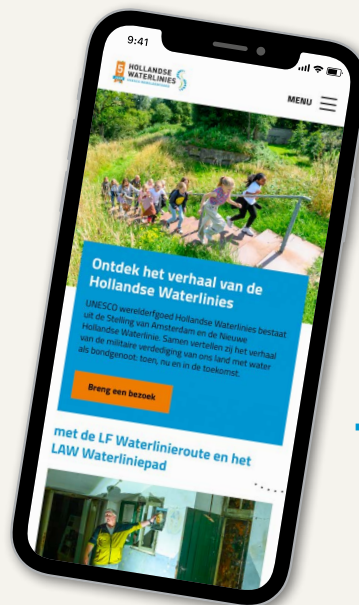 9:41
5
HOLLANDSE
WATERLINIES
MENU
Ontdek het verhaal van de
Hollandse Waterlinies
UNESCO werelderfgoed Hollandse Waterlinies bestaat
uit de Stelling van Amsterdam en de Nieuwe
Hollandse Waterlinie. Samen vertellen zij het verhaal
van de militaire verdediging van ons land met water
als bondgenoot: toen, nu en in de toekomst.
Breng een bezoek
met de LF Waterlinieroute en het
LAW Waterliniepad